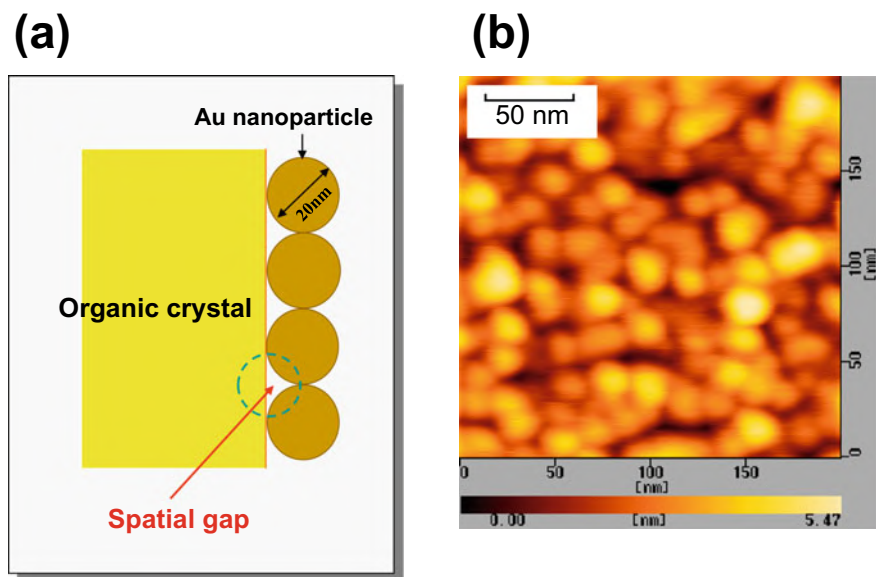 (a)
Au nanoparticle
20nm
Organic crystal
Spatial gap
(b)
50 nm
150
100
50
0
[nm]
0
50
100
150
[nm]
0.00
[nm]
5.47